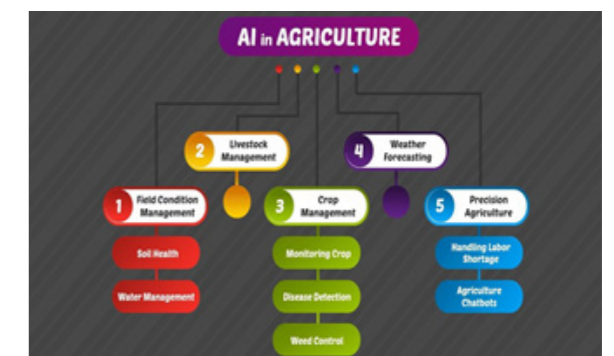 AI in AGRICULTURE
1
Field Condition
Management
Soil Health
Water Management
2
Livestock
Management
3
Crop
Management
Monitoring Crop
Disease Detection
Weed Control
4
Weather
Forecasting
5
Precision
Agriculture
Handling Labor
Shortage
Agriculture
Chatbots